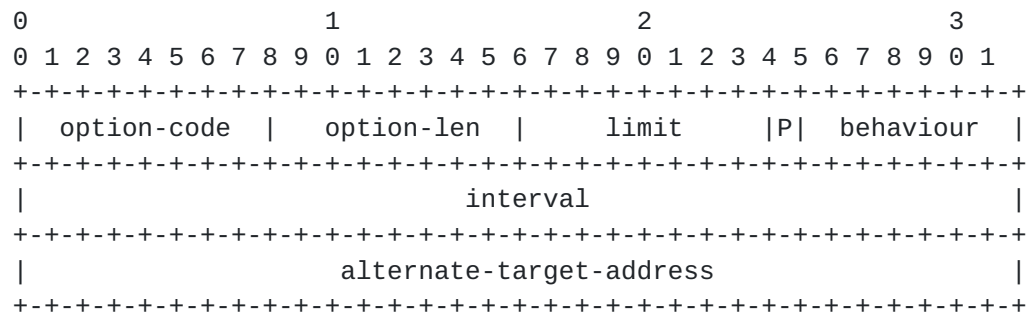 0                   1                   2                   3
0 1 2 3 4 5 6 7 8 9 0 1 2 3 4 5 6 7 8 9 0 1 2 3 4 5 6 7 8 9 0 1
+-+-+-+-+-+-+-+-+-+-+-+-+-+-+-+-+-+-+-+-+-+-+-+-+-+-+-+-+-+-+-+-+
|  option-code  |   option-len  |     limit     |P|  behaviour  |
+-+-+-+-+-+-+-+-+-+-+-+-+-+-+-+-+-+-+-+-+-+-+-+-+-+-+-+-+-+-+-+-+
|                            interval                           |
+-+-+-+-+-+-+-+-+-+-+-+-+-+-+-+-+-+-+-+-+-+-+-+-+-+-+-+-+-+-+-+-+
|                    alternate-target-address                   |
+-+-+-+-+-+-+-+-+-+-+-+-+-+-+-+-+-+-+-+-+-+-+-+-+-+-+-+-+-+-+-+-+